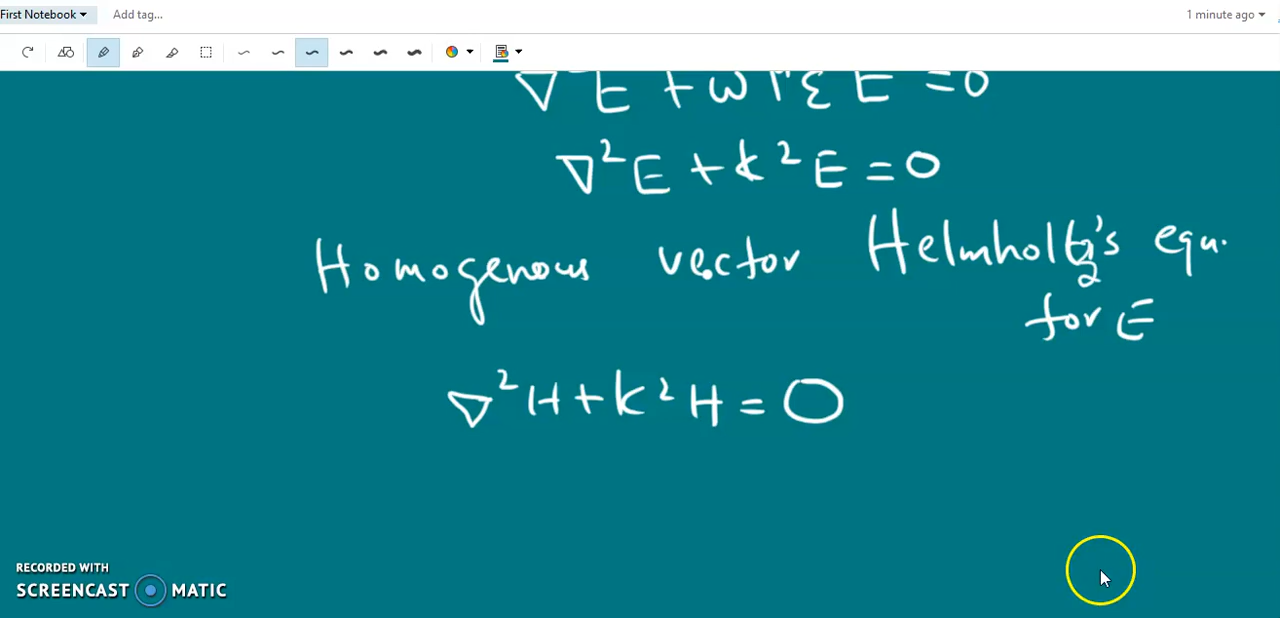 First Notebook
Add tag...
1 minute ago
∇²E + ω²με E = 0
∇²E + k²E = 0
Homogenous vector Helmholtz's equ.
for E
∇²H + k²H = 0
RECORDED WITH
SCREENCAST MATIC